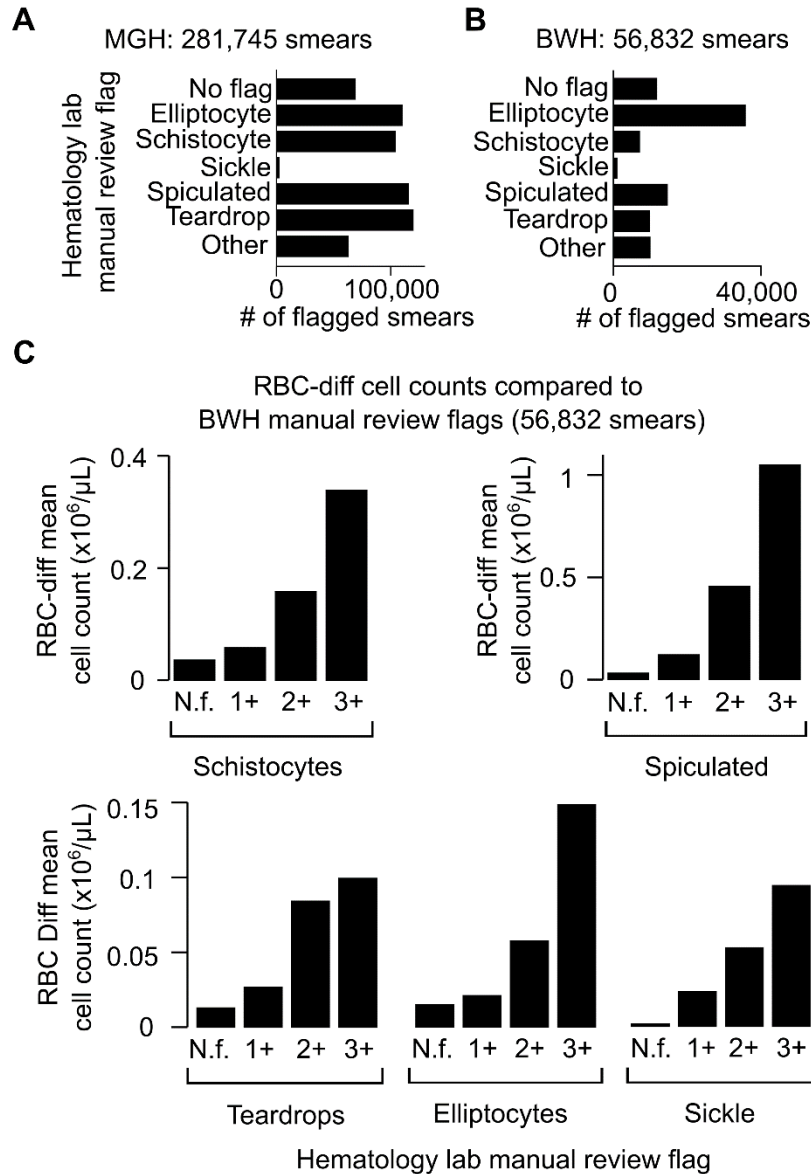 A
MGH: 281,745 smears
Hematology lab
manual review flag
No flag
Elliptocyte
Schistocyte
Sickle
Spiculated
Teardrop
Other
0
100,000
# of flagged smears
B
BWH: 56,832 smears
No flag
Elliptocyte
Schistocyte
Sickle
Spiculated
Teardrop
Other
0
40,000
# of flagged smears
C
RBC-diff cell counts compared to
BWH manual review flags (56,832 smears)
RBC-diff mean
cell count (x10⁶/µL)
0.4
0.2
0
N.f. 1+ 2+ 3+
Schistocytes
RBC-diff mean
cell count (x10⁶/µL)
1
0.5
0
N.f. 1+ 2+ 3+
Spiculated
RBC Diff mean
cell count (x10⁶/µL)
0.15
0.1
0.05
0
N.f. 1+ 2+ 3+
Teardrops
N.f. 1+ 2+ 3+
Elliptocytes
N.f. 1+ 2+ 3+
Sickle
Hematology lab manual review flag